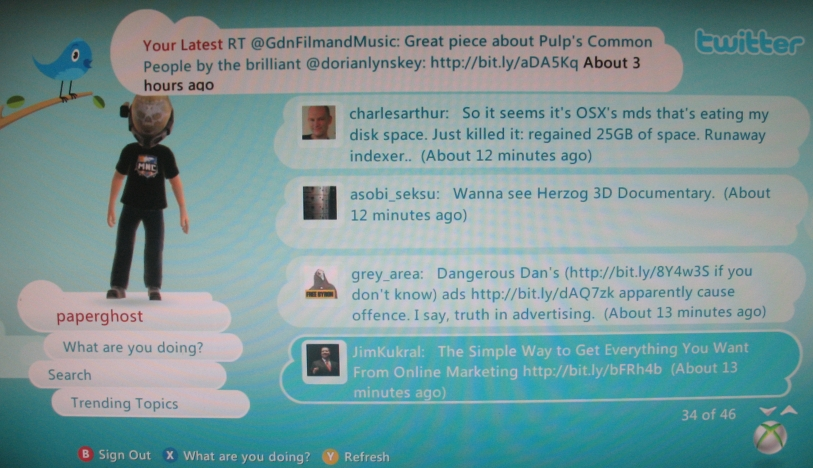 Your Latest RT @GdnFilmandMusic: Great piece about Pulp's Common
People by the brilliant @dorianlynskey: http://bit.ly/aDA5Kq About 3
hours ago
twitter
charlesarthur: So it seems it's OSX's mds that's eating my
disk space. Just killed it: regained 25GB of space. Runaway
indexer.. (About 12 minutes ago)
asobi_seksu: Wanna see Herzog 3D Documentary. (About
12 minutes ago)
grey_area: Dangerous Dan's (http://bit.ly/8Y4w3S if you
don't know) ads http://bit.ly/dAQ7zk apparently cause
offence. I say, truth in advertising. (About 13 minutes ago)
JimKukral: The Simple Way to Get Everything You Want
From Online Marketing http://bit.ly/bFRh4b (About 13
minutes ago)
MNC
paperghost
What are you doing?
Search
Trending Topics
34 of 46
B Sign Out X What are you doing? Y Refresh